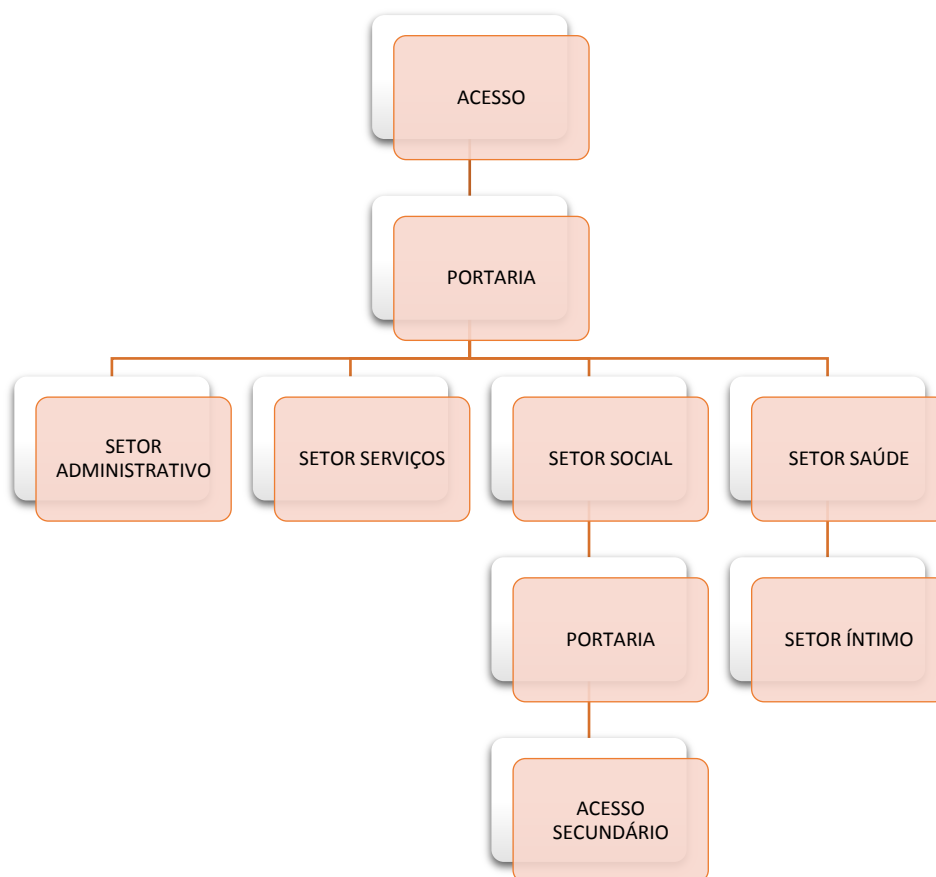 ACESSO
PORTARIA
SETOR
ADMINISTRATIVO
SETOR SERVIÇOS
SETOR SOCIAL
SETOR SAÚDE
PORTARIA
SETOR ÍNTIMO
ACESSO
SECUNDÁRIO